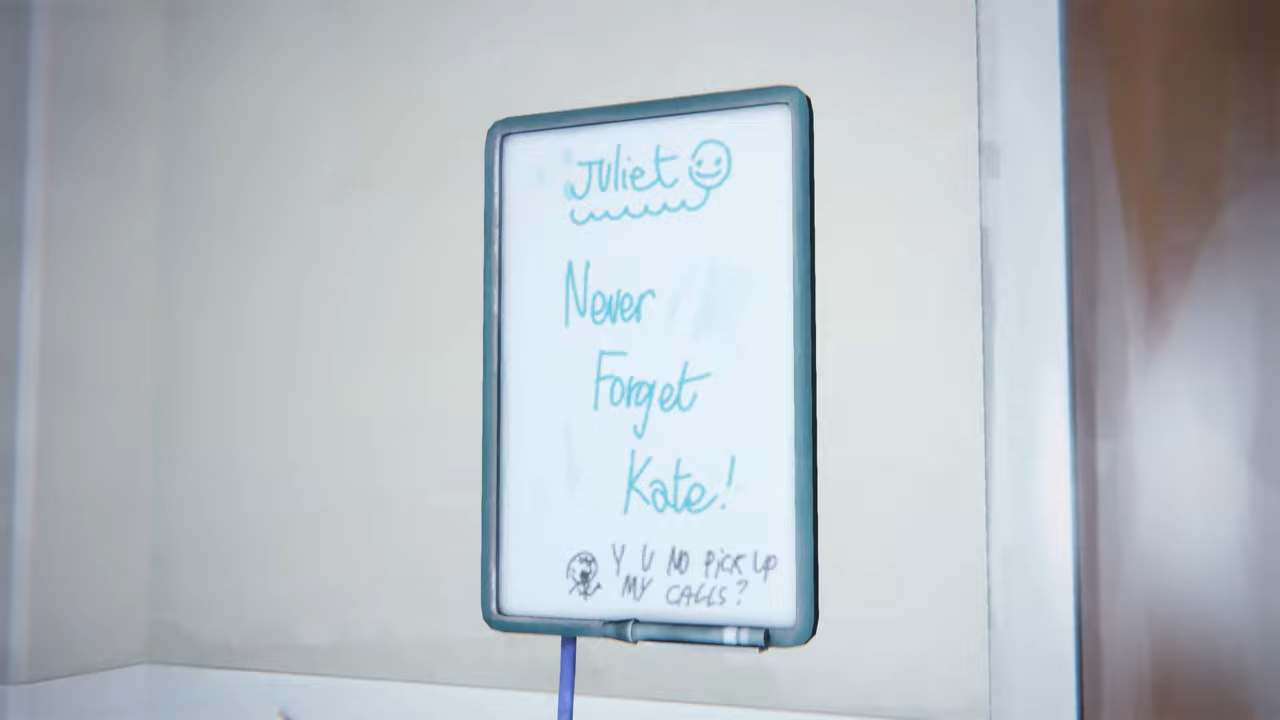 Juliet
Never
Forget
Kate!
Y U NO PiCK UP
MY CALLS?